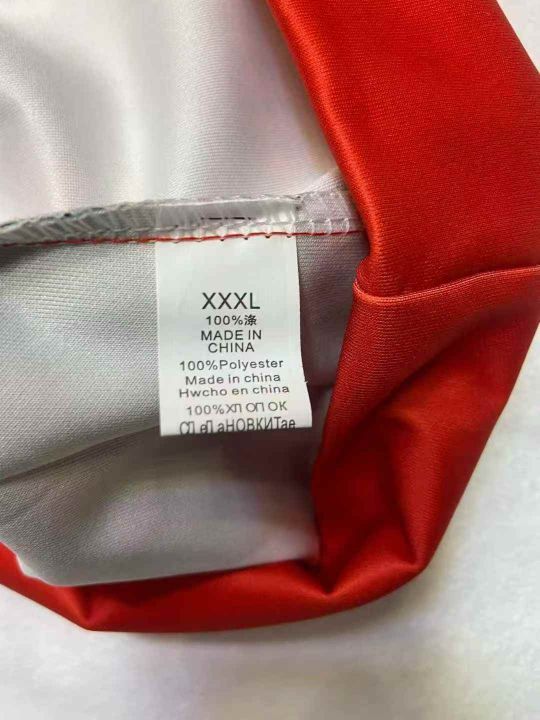 XXXL
100%涤
MADE IN
CHINA
100%Polyester
Made in china
Hwcho en china
100%ХЛ ОП ОК